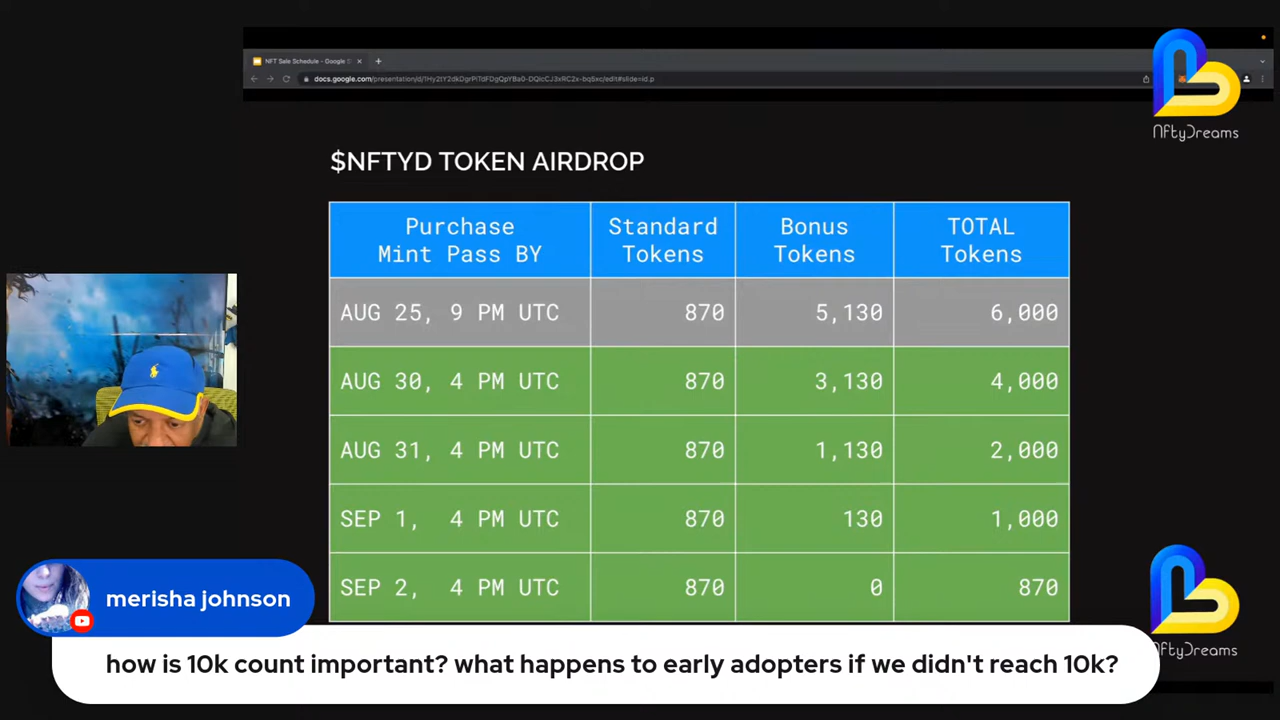 NFT Sale Schedule - Google S
NftyDreams
$NFTYD TOKEN AIRDROP
Purchase Mint Pass BY Standard Tokens Bonus Tokens TOTAL Tokens
AUG 25, 9 PM UTC 870 5,130 6,000
AUG 30, 4 PM UTC 870 3,130 4,000
AUG 31, 4 PM UTC 870 1,130 2,000
SEP 1, 4 PM UTC 870 130 1,000
SEP 2, 4 PM UTC 870 0 870
merisha johnson
how is 10k count important? what happens to early adopters if we didn't reach 10k?
NftyDreams